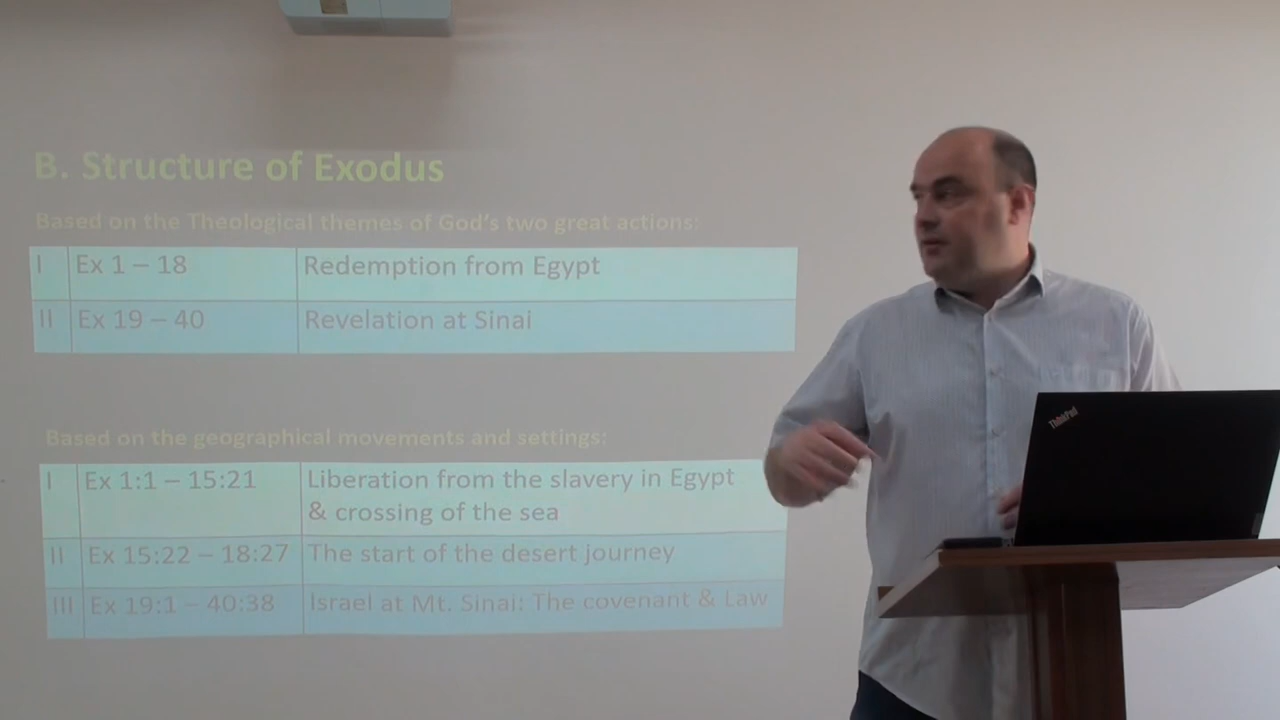 B. Structure of Exodus
Based on the Theological themes of God's two great actions:
I Ex 1 – 18 Redemption from Egypt
II Ex 19 – 40 Revelation at Sinai
Based on the geographical movements and settings:
I Ex 1:1 – 15:21 Liberation from the slavery in Egypt
& crossing of the sea
II Ex 15:22 – 18:27 The start of the desert journey
III Ex 19:1 – 40:38 Israel at Mt. Sinai: The covenant & Law
ThinkPad